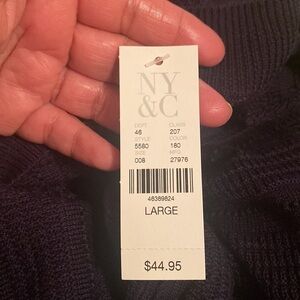 NY
&C
DEPT CLASS
46 207
STYLE COLOR
5580 180
SIZE MFG
008 27976
46389824
LARGE
$44.95